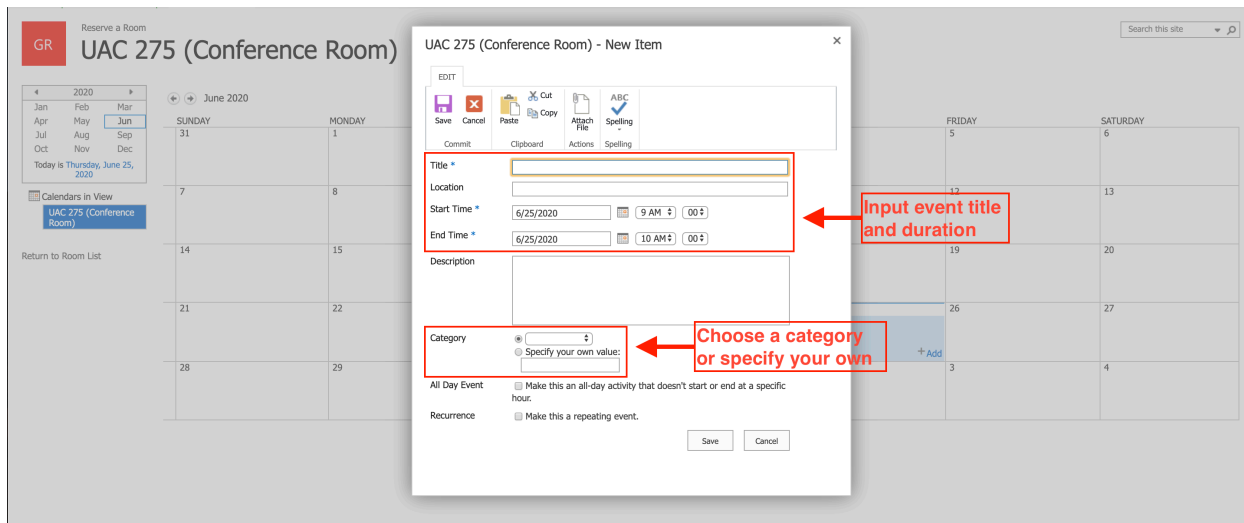 Reserve a Room
GR
UAC 275 (Conference Room)
Search this site
2020
Jan Feb Mar
Apr May Jun
Jul Aug Sep
Oct Nov Dec
Today is Thursday, June 25,
2020
Calendars in View
UAC 275 (Conference
Room)
Return to Room List
June 2020
SUNDAY MONDAY FRIDAY SATURDAY
31 1 5 6
7 8 12 13
14 15 19 20
21 22 26 27
+ Add
28 29 3 4
UAC 275 (Conference Room) - New Item
EDIT
Save Cancel Paste Cut Copy Attach File ABC Spelling
Commit Clipboard Actions Spelling
Title *
Location
Start Time * 6/25/2020 9 AM 00
End Time * 6/25/2020 10 AM 00
Input event title
and duration
Description
Category
Specify your own value:
Choose a category
or specify your own
All Day Event Make this an all-day activity that doesn't start or end at a specific
hour.
Recurrence Make this a repeating event.
Save Cancel